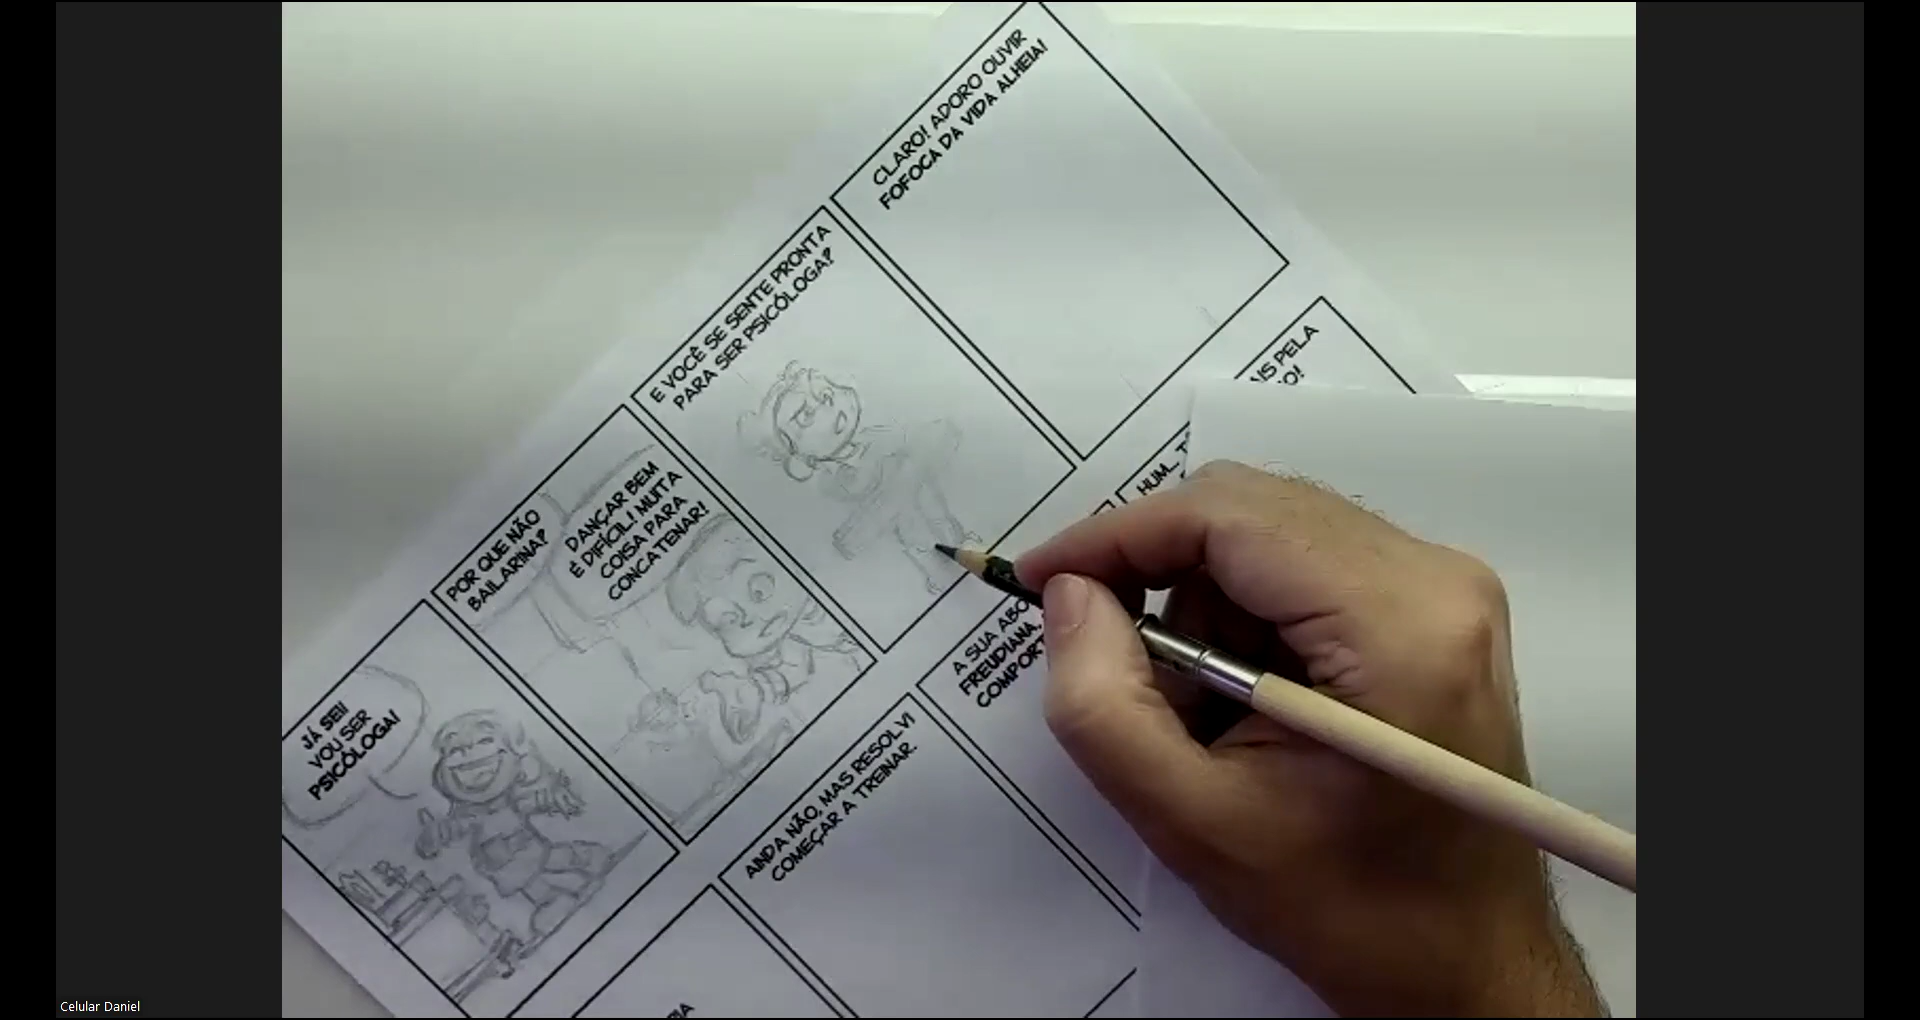 JÁ SEI!
VOU SER
PSICÓLOGA!
POR QUE NÃO
BAILARINA?
DANÇAR BEM
É DIFÍCIL! MUITA
COISA PARA
CONCATENAR!
E VOCÊ SE SENTE PRONTA
PARA SER PSICÓLOGA?
CLARO! ADORO OUVIR
FOFOCA DA VIDA ALHEIA!
AINDA NÃO, MAS RESOLVI
COMEÇAR A TREINAR.
A SUA
FREUDIANA,
HUM...
PELA
Celular Daniel